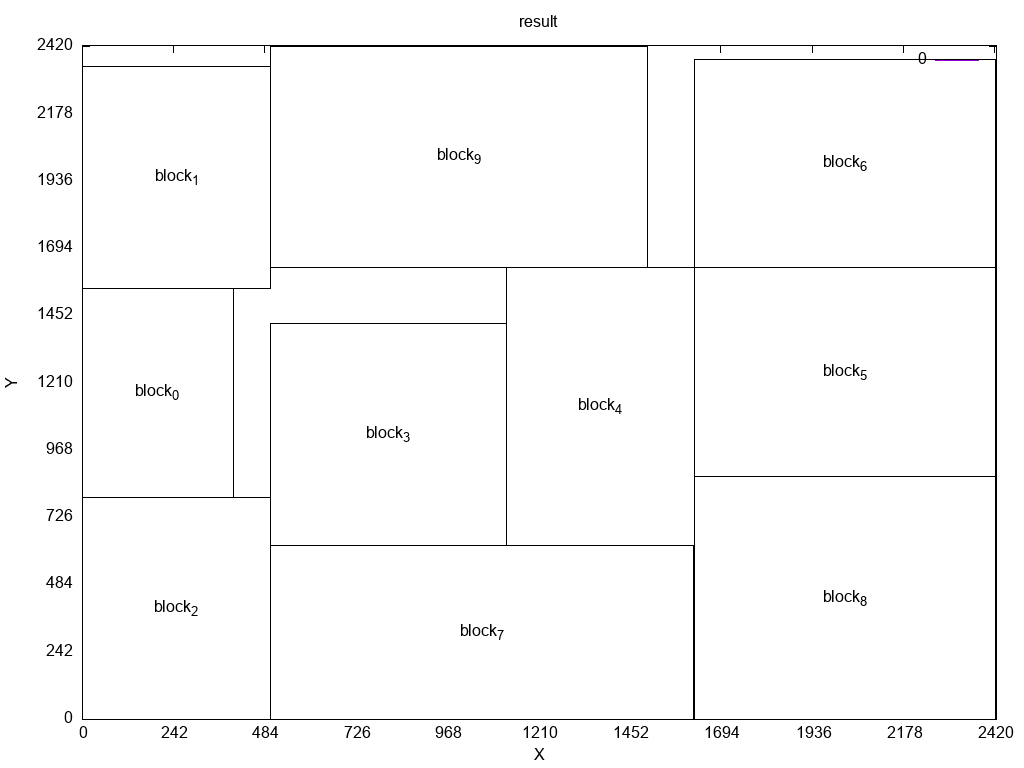 result
2420
0
2178
block9
block6
1936
block1
1694
1452
1210
block5
block0
block4
Y
968
block3
726
484
block2
block8
block7
242
0
0 242 484 726 968 1210 1452 1694 1936 2178 2420
X